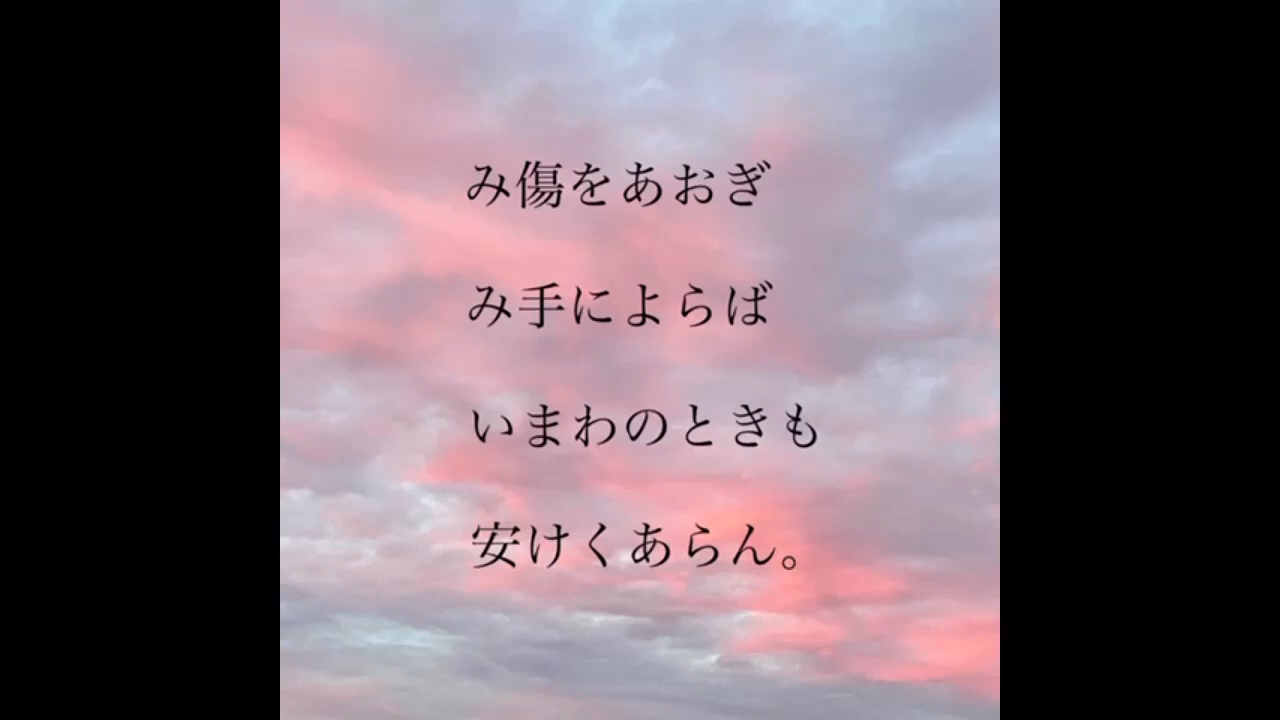 み傷をあおぎ
み手によらば
いまわのときも
安けくあらん。